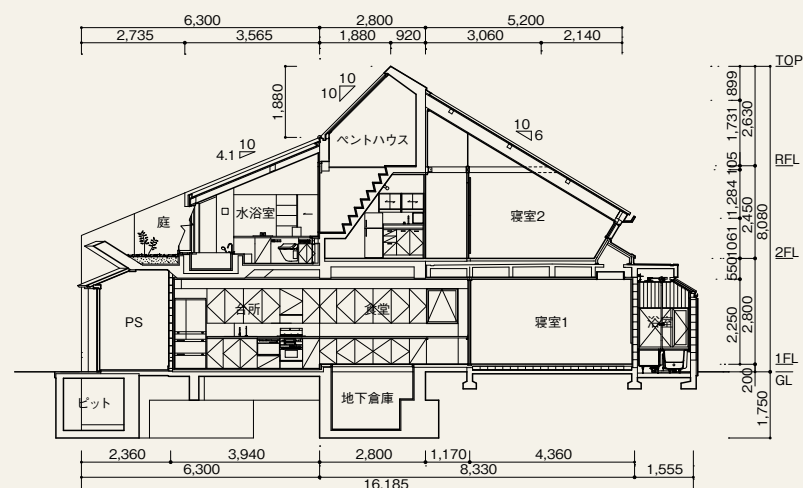 6,300 2,800 5,200
2,735 3,565 1,880 920 3,060 2,140
TOP
10
10
1,880
899
1,731
2,630
10
6
ペントハウス
10
4.1
105
RFL
1,284
2,450
8,080
庭
水浴室
寝室2
1061
2FL
550
PS
台所
食堂
寝室1
浴室
2,250
2,800
1FL
200
GL
ピット
地下倉庫
1,750
2,360 3,940 2,800 1,170 4,360
6,300 8,330 1,555
16,185